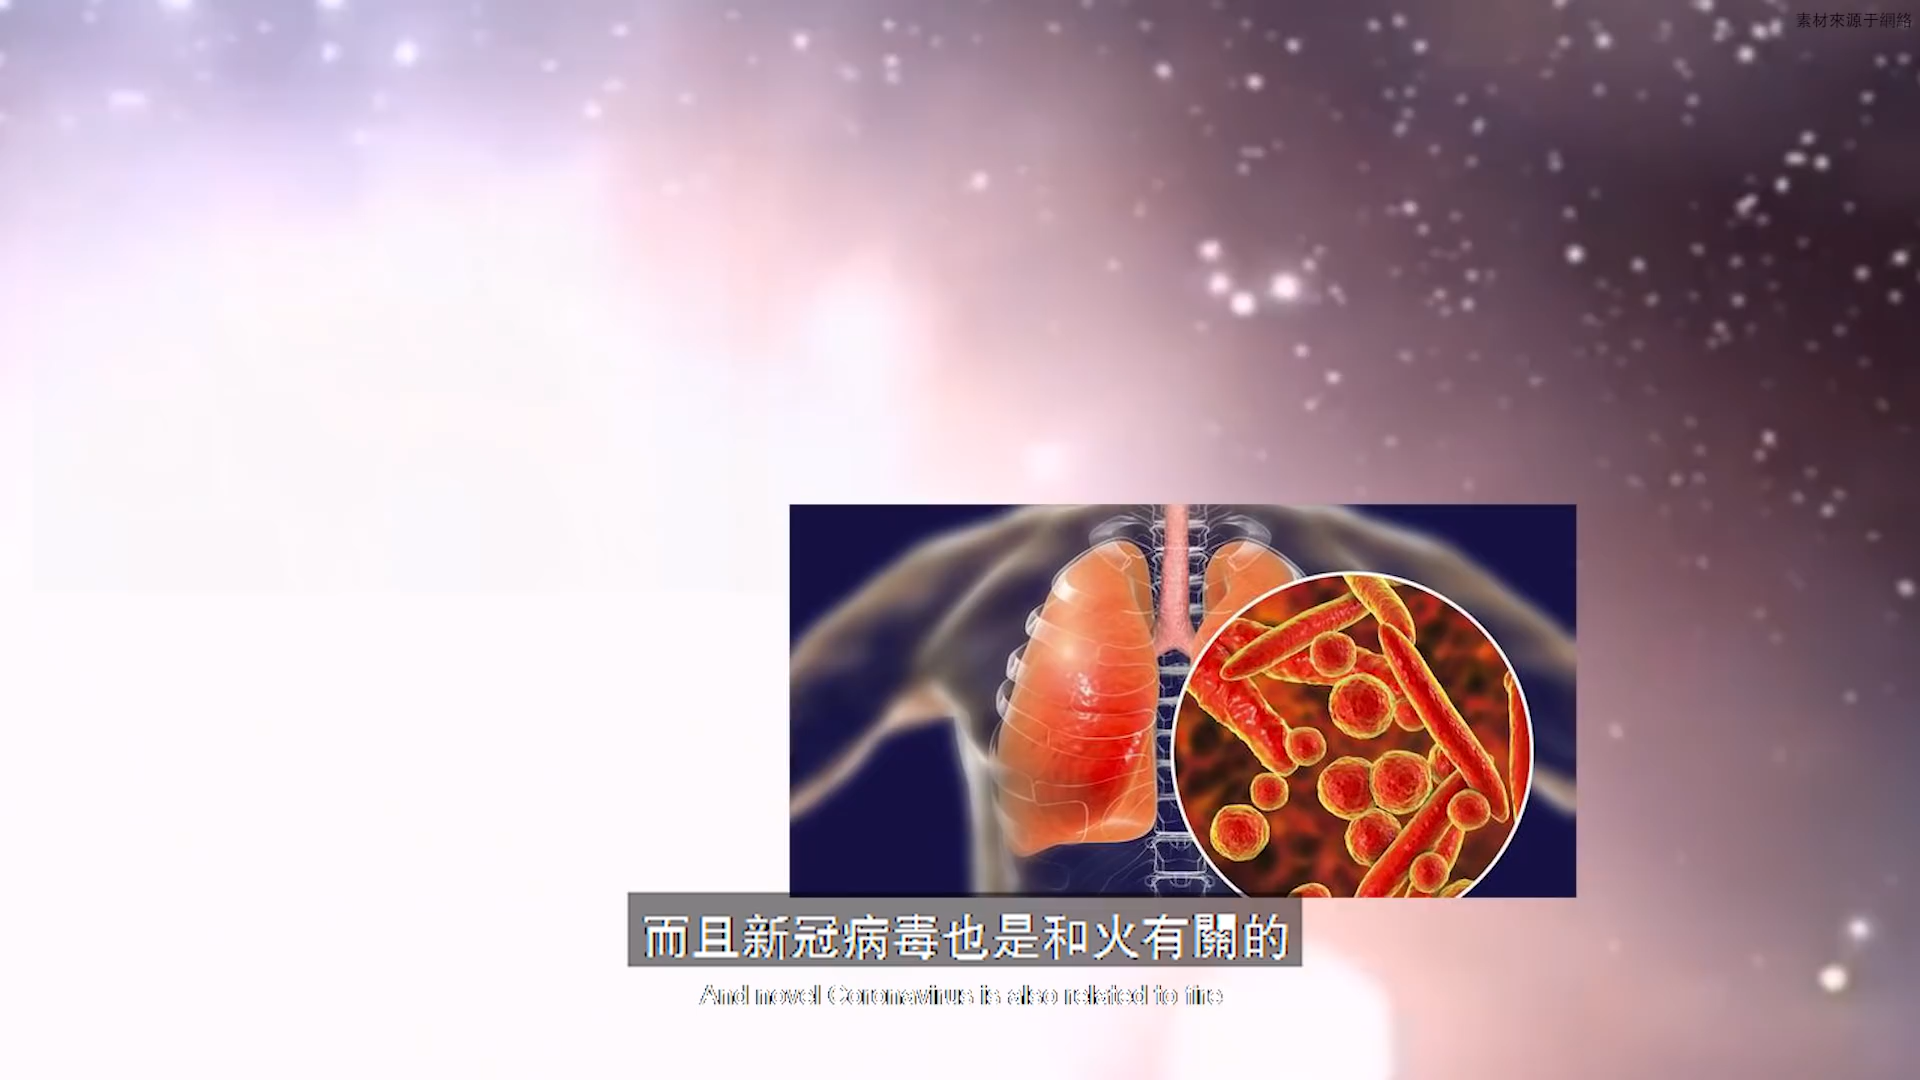 素材來源于網絡
而且新冠病毒也是和火有關的
And novel Coronavirus is also related to fire